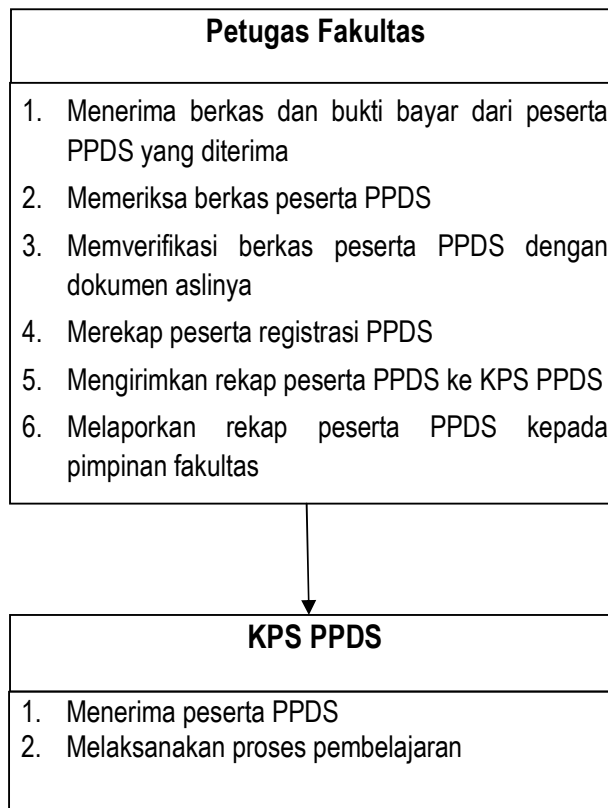 Petugas Fakultas
1. Menerima berkas dan bukti bayar dari peserta
PPDS yang diterima
2. Memeriksa berkas peserta PPDS
3. Memverifikasi berkas peserta PPDS dengan
dokumen aslinya
4. Merekap peserta registrasi PPDS
5. Mengirimkan rekap peserta PPDS ke KPS PPDS
6. Melaporkan rekap peserta PPDS kepada
pimpinan fakultas
KPS PPDS
1. Menerima peserta PPDS
2. Melaksanakan proses pembelajaran